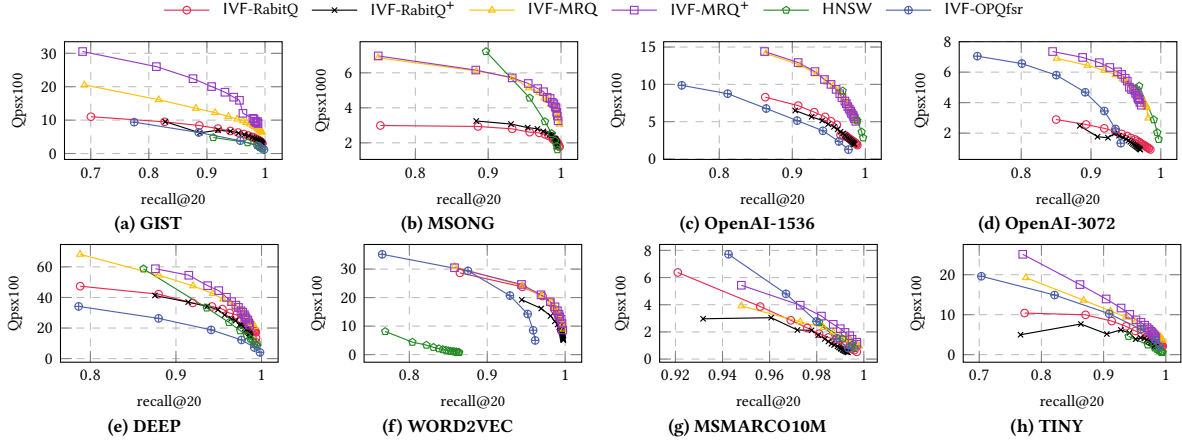 IVF-RabitQ IVF-RabitQ+ IVF-MRQ IVF-MRQ+ HNSW IVF-OPQfsr
Qpsx100
30
20
10
0
0.7 0.8 0.9 1
recall@20
(a) GIST
Qpsx1000
6
4
2
0.8 0.9 1
recall@20
(b) MSONG
Qpsx100
15
10
5
0
0.8 0.9 1
recall@20
(c) OpenAI-1536
Qpsx100
8
6
4
2
0.8 0.9 1
recall@20
(d) OpenAI-3072
Qpsx100
60
40
20
0
0.8 0.9 1
recall@20
(e) DEEP
Qpsx100
30
20
10
0
0.8 0.9 1
recall@20
(f) WORD2VEC
Qpsx100
8
6
4
2
0
0.92 0.94 0.96 0.98 1
recall@20
(g) MSMARCO10M
Qpsx100
20
10
0
0.7 0.8 0.9 1
recall@20
(h) TINY